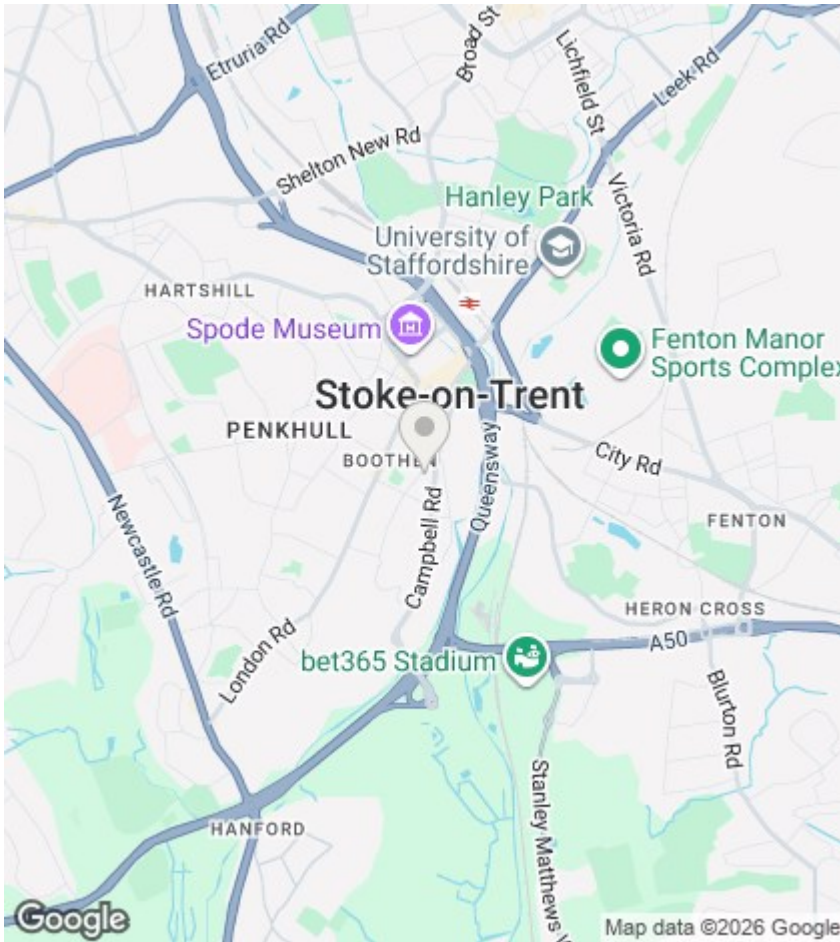 Etruria Rd
Broad St
Lichfield St
Leek Rd
Shelton New Rd
Hanley Park
Victoria Rd
University of
Staffordshire
HARTSHILL
Spode Museum
Fenton Manor
Sports Complex
Stoke-on-Trent
PENKHULL
BOOTHEN
City Rd
Queensway
Newcastle Rd
Campbell Rd
FENTON
HERON CROSS
London Rd
bet365 Stadium
A50
Blurton Rd
Stanley Matthews W
HANFORD
Google
Map data ©2026 Google